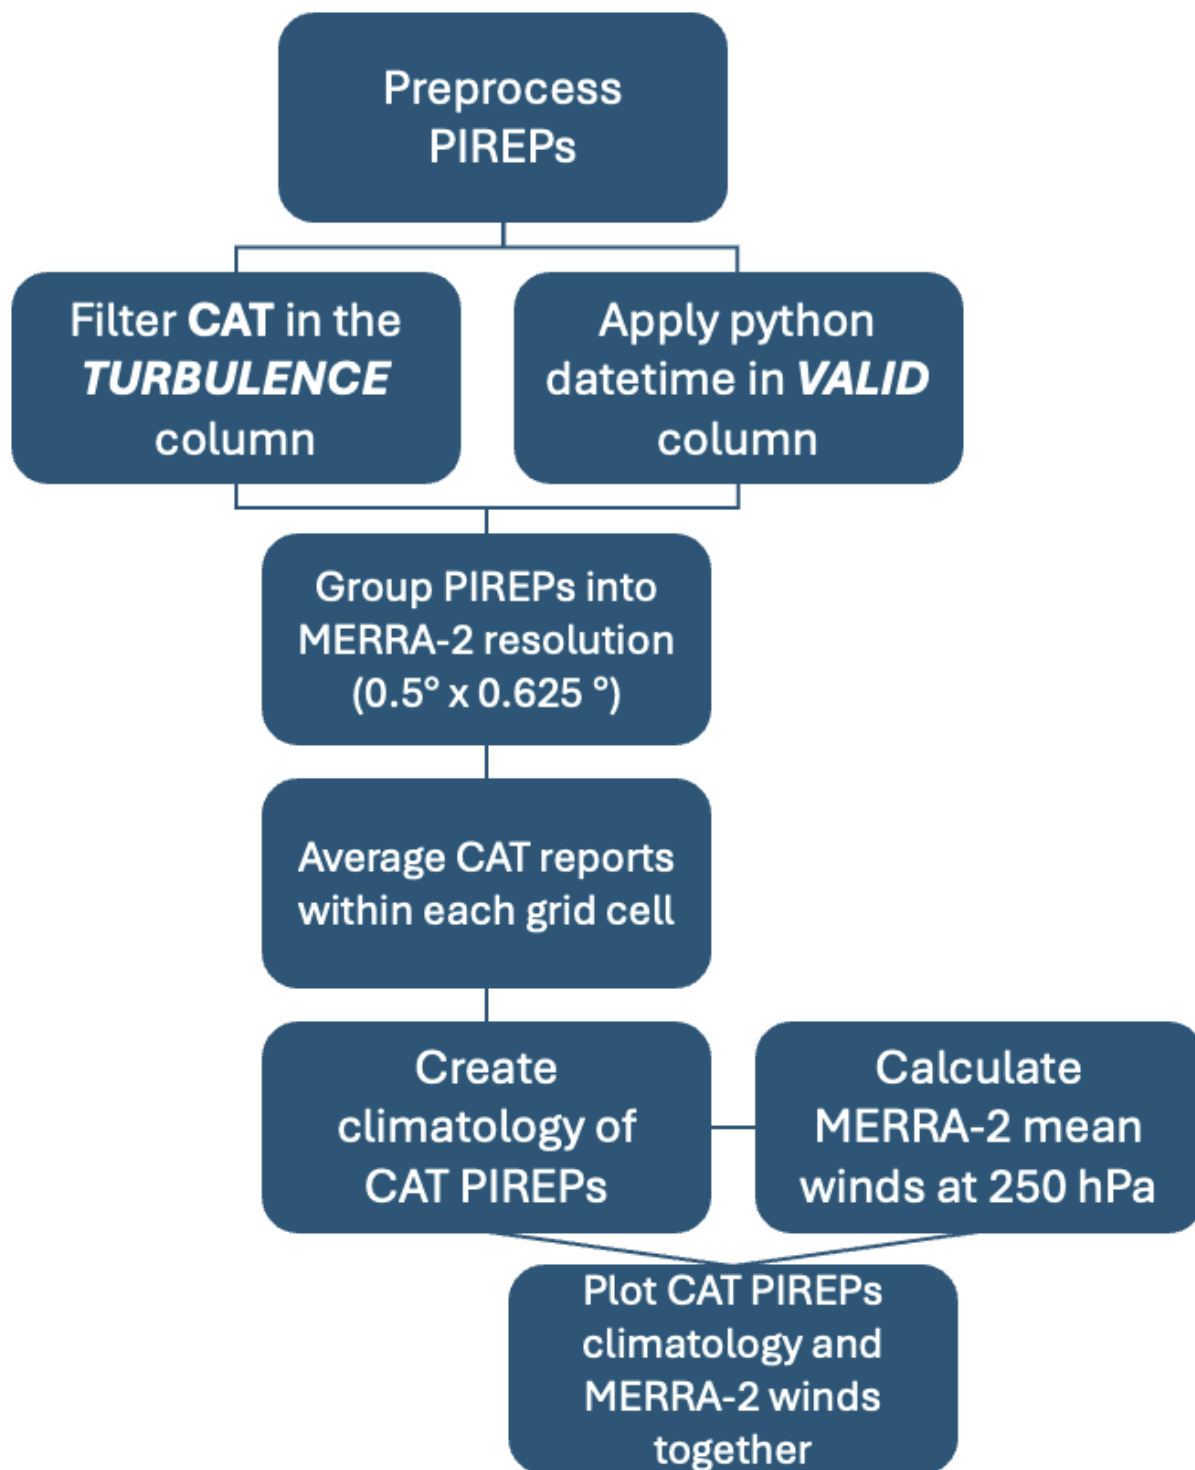 Preprocess
PIREPs
Filter CAT in the
TURBULENCE
column
Apply python
datetime in VALID
column
Group PIREPs into
MERRA-2 resolution
(0.5° x 0.625 °)
Average CAT reports
within each grid cell
Create
climatology of
CAT PIREPs
Calculate
MERRA-2 mean
winds at 250 hPa
Plot CAT PIREPs
climatology and
MERRA-2 winds
together